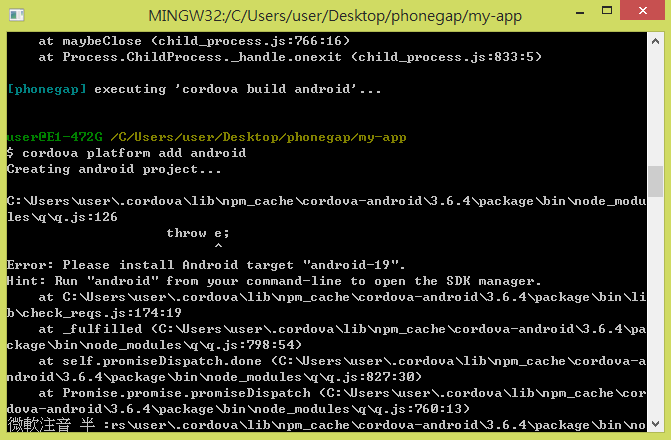 MINGW32:/C/Users/user/Desktop/phonegap/my-app
    at maybeClose (child_process.js:766:16)
    at Process.ChildProcess._handle.onexit (child_process.js:833:5)
[phonegap] executing 'cordova build android'...
user@E1-472G /C/Users/user/Desktop/phonegap/my-app
$ cordova platform add android
Creating android project...
C:\Users\user\.cordova\lib\npm_cache\cordova-android\3.6.4\package\bin\node_modu
les\q\q.js:126
                    throw e;
                          ^
Error: Please install Android target "android-19".
Hint: Run "android" from your command-line to open the SDK manager.
    at C:\Users\user\.cordova\lib\npm_cache\cordova-android\3.6.4\package\bin\li
b\check_reqs.js:174:19
    at _fulfilled (C:\Users\user\.cordova\lib\npm_cache\cordova-android\3.6.4\pa
ckage\bin\node_modules\q\q.js:798:54)
    at self.promiseDispatch.done (C:\Users\user\.cordova\lib\npm_cache\cordova-a
ndroid\3.6.4\package\bin\node_modules\q\q.js:827:30)
    at Promise.promise.promiseDispatch (C:\Users\user\.cordova\lib\npm_cache\cor
dova-android\3.6.4\package\bin\node_modules\q\q.js:760:13)
微軟注音 半 :rs\user\.cordova\lib\npm_cache\cordova-android\3.6.4\package\bin\no